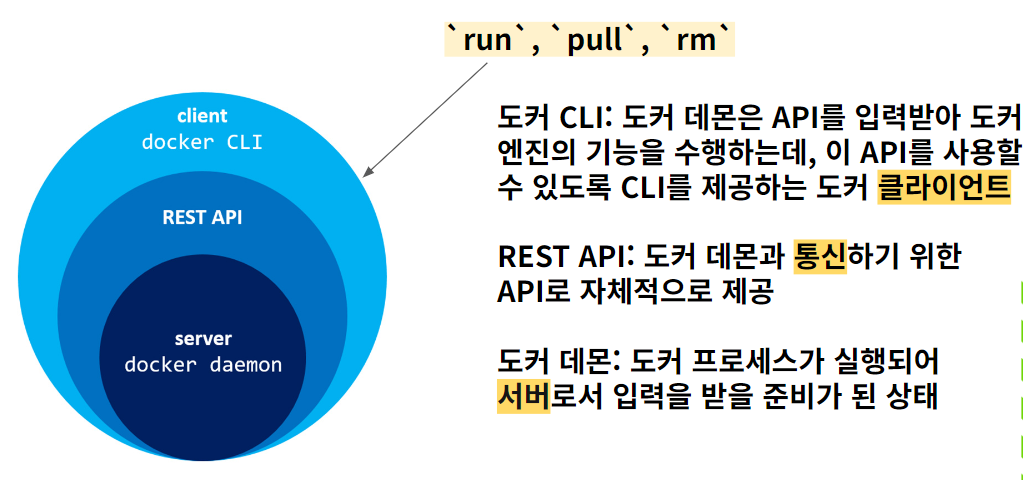 `run`, `pull`, `rm`
client
docker CLI
REST API
server
docker daemon
도커 CLI: 도커 데몬은 API를 입력받아 도커
엔진의 기능을 수행하는데, 이 API를 사용할
수 있도록 CLI를 제공하는 도커 클라이언트
REST API: 도커 데몬과 통신하기 위한
API로 자체적으로 제공
도커 데몬: 도커 프로세스가 실행되어
서버로서 입력을 받을 준비가 된 상태